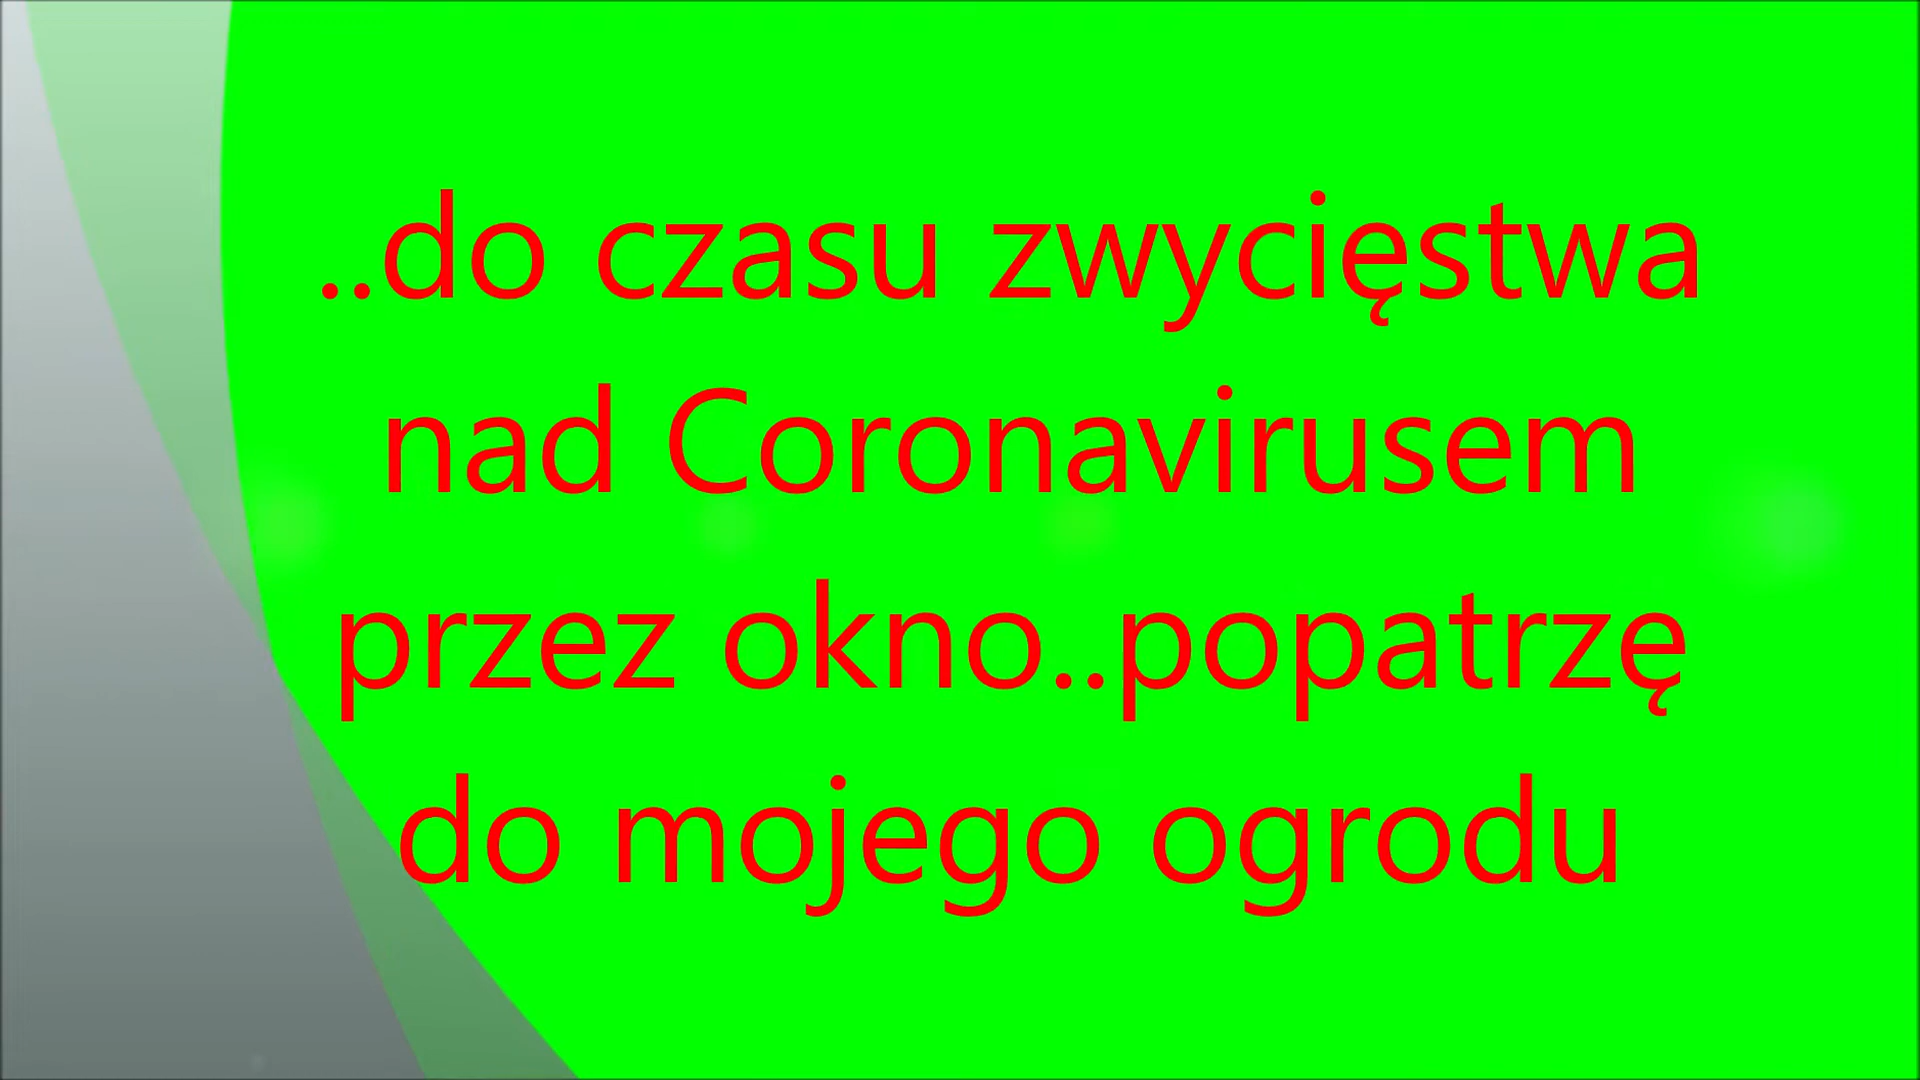 ..do czasu zwycięstwa
nad Coronavirusem
przez okno..popatrzę
do mojego ogrodu